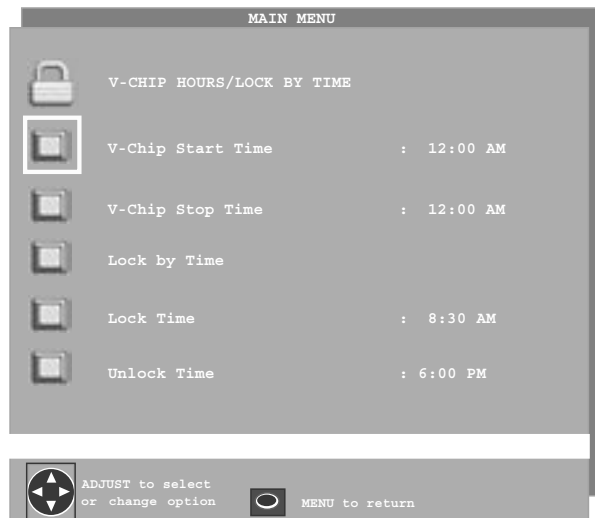 MAIN MENU
V-CHIP HOURS/LOCK BY TIME
V-Chip Start Time : 12:00 AM
V-Chip Stop Time : 12:00 AM
Lock by Time
Lock Time : 8:30 AM
Unlock Time : 6:00 PM
ADJUST to select
or change option
MENU to return